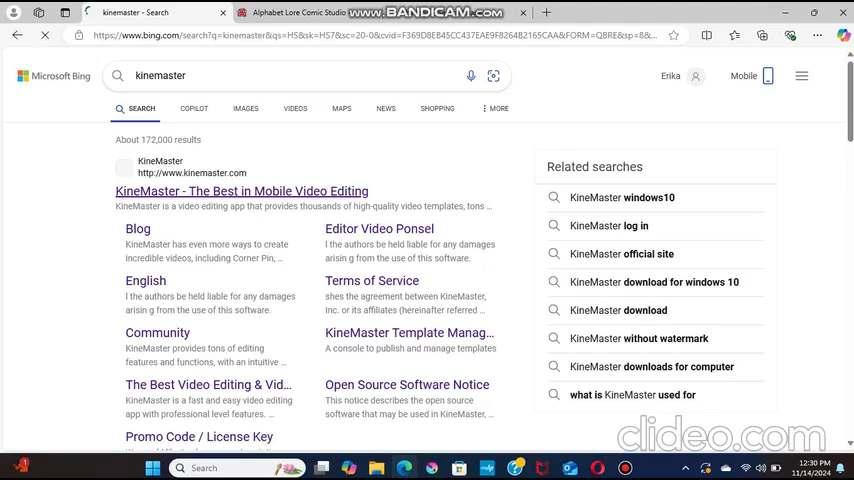 kinemaster - Search
Alphabet Lore Comic Studio
www.BANDICAM.com
https://www.bing.com/search?q=kinemaster&qs=HS&sk=HS7&sc=20-0&cvid=F369D8EB45CC437EAE9F8264B2165CAA&FORM=QBRE&sp=8&...
Microsoft Bing
kinemaster
Erika
Mobile
SEARCH
COPILOT
IMAGES
VIDEOS
MAPS
NEWS
SHOPPING
MORE
About 172,000 results
KineMaster
http://www.kinemaster.com
KineMaster - The Best in Mobile Video Editing
KineMaster is a video editing app that provides thousands of high-quality video templates, tons …
Blog
KineMaster has even more ways to create
incredible videos, including Corner Pin, …
Editor Video Ponsel
l the authors be held liable for any damages
arisin g from the use of this software.
English
l the authors be held liable for any damages
arisin g from the use of this software.
Terms of Service
shes the agreement between KineMaster,
Inc. or its affiliates (hereinafter referred …
Community
KineMaster provides tons of editing
features and functions, with an intuitive …
KineMaster Template Manag…
A console to publish and manage templates
The Best Video Editing & Vid…
KineMaster is a fast and easy video editing
app with professional level features. …
Open Source Software Notice
This notice describes the open source
software that may be used in KineMaster, …
Promo Code / License Key
Related searches
KineMaster windows10
KineMaster log in
KineMaster official site
KineMaster download for windows 10
KineMaster download
KineMaster without watermark
KineMaster downloads for computer
what is KineMaster used for
clideo.com
1
Search
12:30 PM
11/14/2024